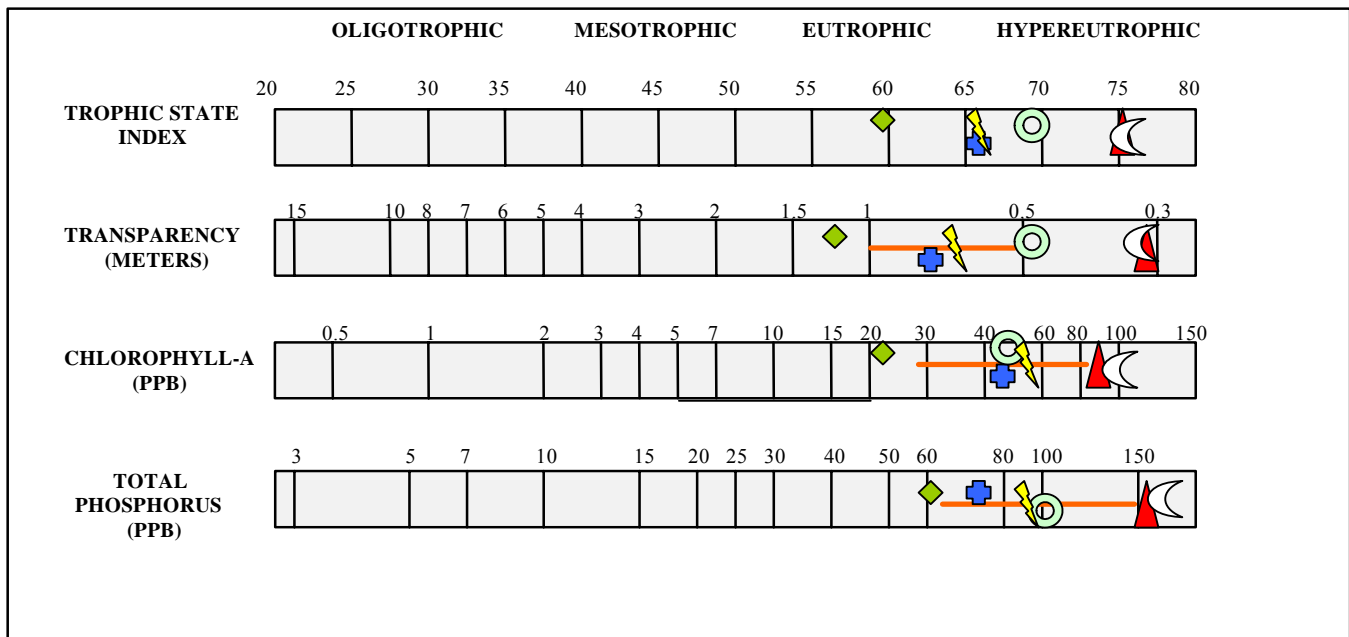 OLIGOTROPHIC MESOTROPHIC EUTROPHIC HYPEREUTROPHIC
20 25 30 35 40 45 50 55 60 65 70 75 80
TROPHIC STATE
INDEX
15 10 8 7 6 5 4 3 2 1.5 1 0.5 0.3
TRANSPARENCY
(METERS)
0.5 1 2 3 4 5 7 10 15 20 30 40 60 80 100 150
CHLOROPHYLL-A
(PPB)
3 5 7 10 15 20 25 30 40 50 60 80 100 150
TOTAL
PHOSPHORUS
(PPB)